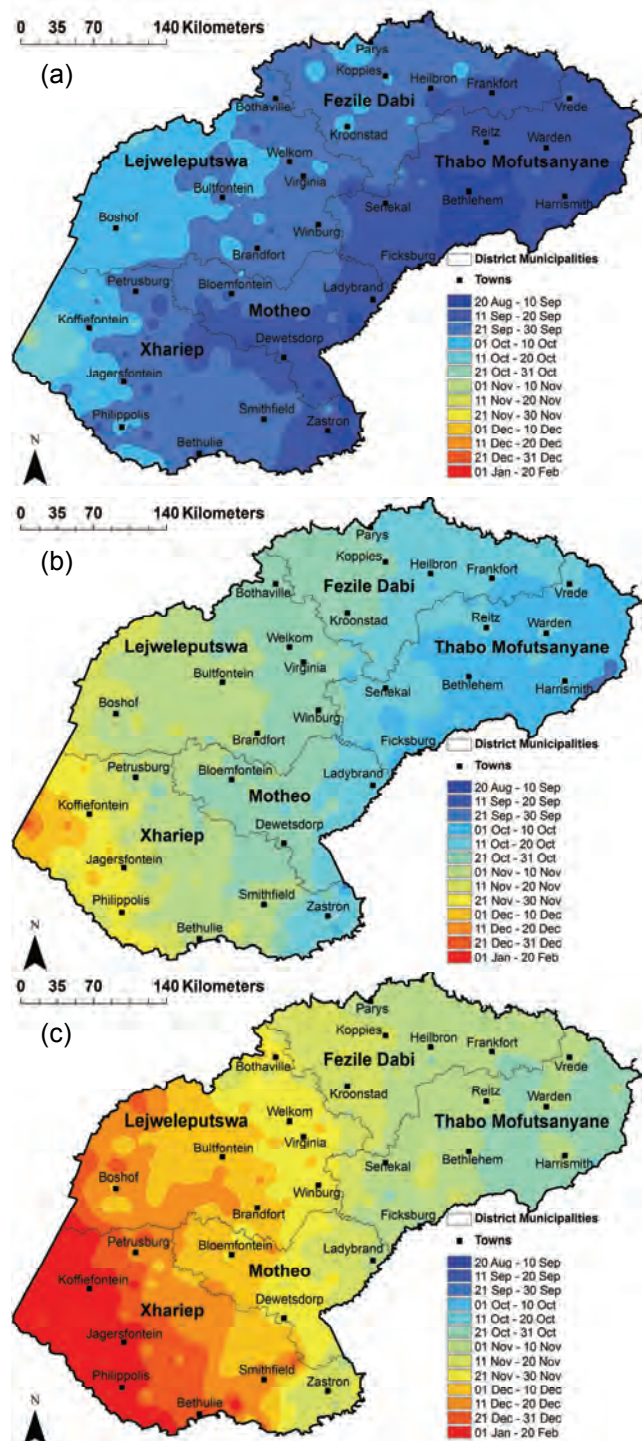 0 35 70 140 Kilometers
(a)
Parys
Koppies
Heilbron
Frankfort
Bothaville
Fezile Dabi
Vrede
Kroonstad
Reitz
Warden
Lejweleputswa
Welkom
Thabo Mofutsanyane
Bultfontein
Virginia
Senekal
Bethlehem
Harrismith
Boshof
Winburg
Brandfort
Ficksburg
District Municipalities
Towns
Petrusburg
Bloemfontein
Ladybrand
Motheo
Koffiefontein
Dewetsdorp
Xhariep
Jagersfontein
Philippolis
Smithfield
Zastron
Bethulie
N
20 Aug - 10 Sep
11 Sep - 20 Sep
21 Sep - 30 Sep
01 Oct - 10 Oct
11 Oct - 20 Oct
21 Oct - 31 Oct
01 Nov - 10 Nov
11 Nov - 20 Nov
21 Nov - 30 Nov
01 Dec - 10 Dec
11 Dec - 20 Dec
21 Dec - 31 Dec
01 Jan - 20 Feb
0 35 70 140 Kilometers
(b)
Parys
Koppies
Heilbron
Frankfort
Bothaville
Fezile Dabi
Vrede
Kroonstad
Reitz
Warden
Lejweleputswa
Welkom
Thabo Mofutsanyane
Bultfontein
Virginia
Senekal
Bethlehem
Harrismith
Boshof
Winburg
Brandfort
Ficksburg
District Municipalities
Towns
Petrusburg
Bloemfontein
Ladybrand
Motheo
Koffiefontein
Dewetsdorp
Xhariep
Jagersfontein
Philippolis
Smithfield
Zastron
Bethulie
N
20 Aug - 10 Sep
11 Sep - 20 Sep
21 Sep - 30 Sep
01 Oct - 10 Oct
11 Oct - 20 Oct
21 Oct - 31 Oct
01 Nov - 10 Nov
11 Nov - 20 Nov
21 Nov - 30 Nov
01 Dec - 10 Dec
11 Dec - 20 Dec
21 Dec - 31 Dec
01 Jan - 20 Feb
0 35 70 140 Kilometers
(c)
Parys
Koppies
Heilbron
Frankfort
Bothaville
Fezile Dabi
Vrede
Kroonstad
Reitz
Warden
Lejweleputswa
Welkom
Thabo Mofutsanyane
Bultfontein
Virginia
Senekal
Bethlehem
Harrismith
Boshof
Winburg
Brandfort
Ficksburg
District Municipalities
Towns
Petrusburg
Bloemfontein
Ladybrand
Motheo
Koffiefontein
Dewetsdorp
Xhariep
Jagersfontein
Philippolis
Smithfield
Zastron
Bethulie
N
20 Aug - 10 Sep
11 Sep - 20 Sep
21 Sep - 30 Sep
01 Oct - 10 Oct
11 Oct - 20 Oct
21 Oct - 31 Oct
01 Nov - 10 Nov
11 Nov - 20 Nov
21 Nov - 30 Nov
01 Dec - 10 Dec
11 Dec - 20 Dec
21 Dec - 31 Dec
01 Jan - 20 Feb